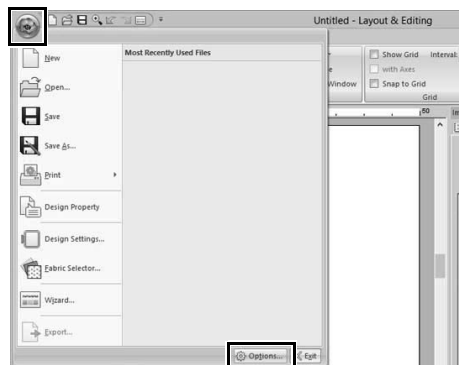 Untitled - Layout & Editing
New
Most Recently Used Files
Open...
Save
Save As...
Print
Design Property
Design Settings...
Fabric Selector...
Wizard...
Export...
Options...
Exit
Show Grid Interval:
with Axes
Window
Snap to Grid
Grid
50